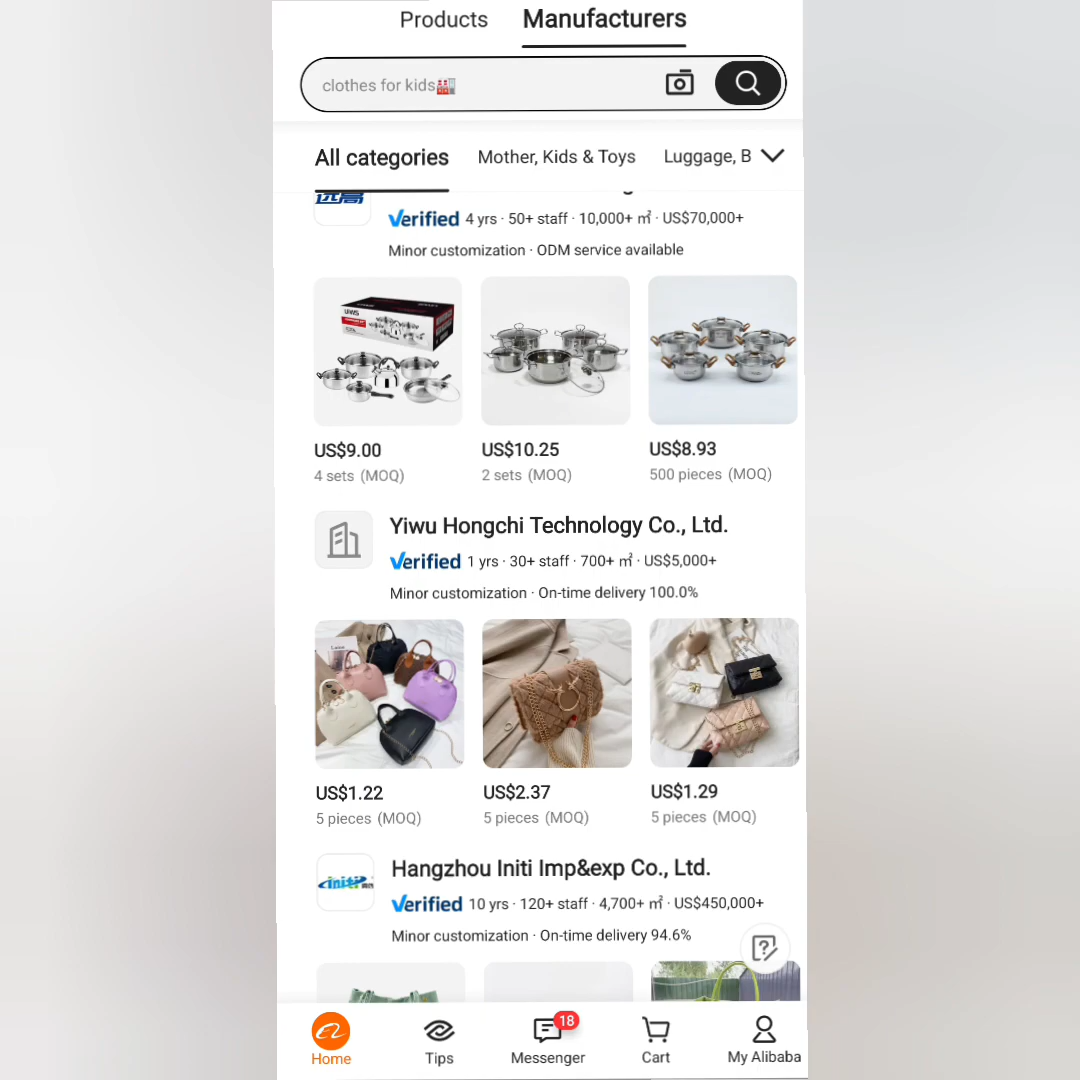 Products Manufacturers
clothes for kids🏭
All categories Mother, Kids & Toys Luggage, B
Verified 4 yrs · 50+ staff · 10,000+ ㎡ · US$70,000+
Minor customization · ODM service available
US$9.00 US$10.25 US$8.93
4 sets (MOQ) 2 sets (MOQ) 500 pieces (MOQ)
Yiwu Hongchi Technology Co., Ltd.
Verified 1 yrs · 30+ staff · 700+ ㎡ · US$5,000+
Minor customization · On-time delivery 100.0%
US$1.22 US$2.37 US$1.29
5 pieces (MOQ) 5 pieces (MOQ) 5 pieces (MOQ)
initi
Hangzhou Initi Imp&exp Co., Ltd.
Verified 10 yrs · 120+ staff · 4,700+ ㎡ · US$450,000+
Minor customization · On-time delivery 94.6%
18
Home Tips Messenger Cart My Alibaba